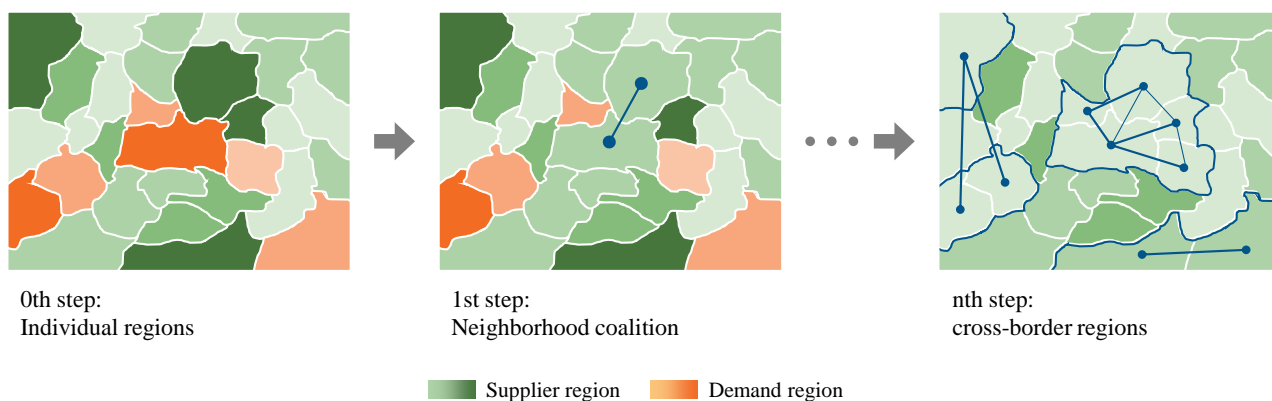 0th step:
Individual regions
1st step:
Neighborhood coalition
nth step:
cross-border regions
Supplier region
Demand region